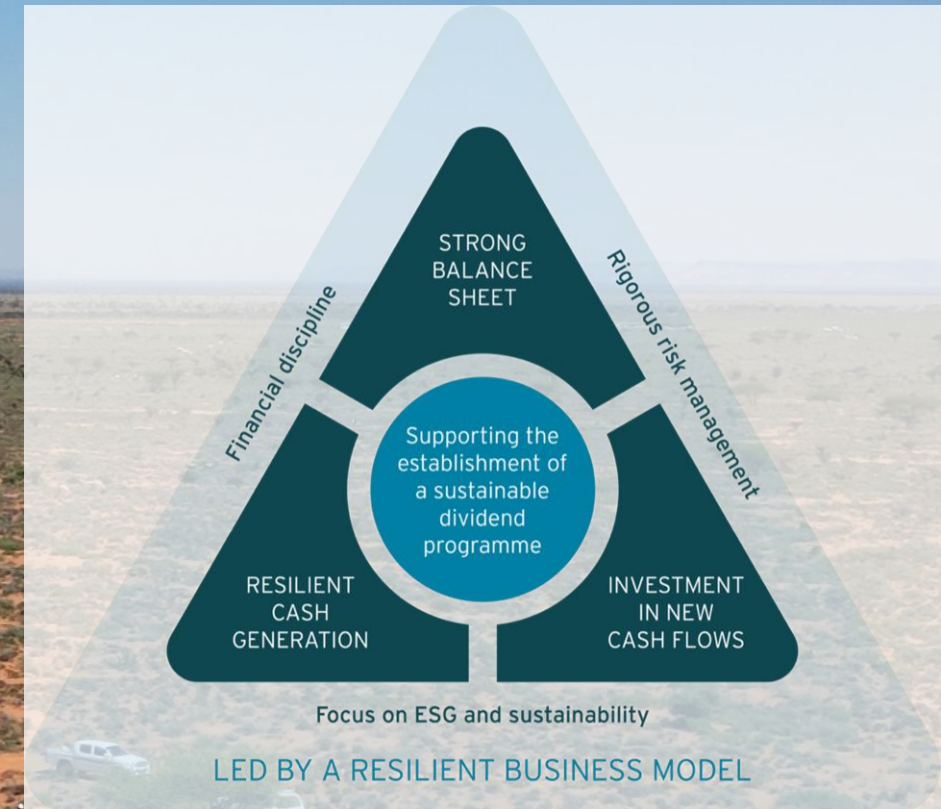 STRONG
BALANCE
SHEET
Financial discipline
Rigorous risk management
Supporting the
establishment of
a sustainable
dividend
programme
RESILIENT
CASH
GENERATION
INVESTMENT
IN NEW
CASH FLOWS
Focus on ESG and sustainability
LED BY A RESILIENT BUSINESS MODEL